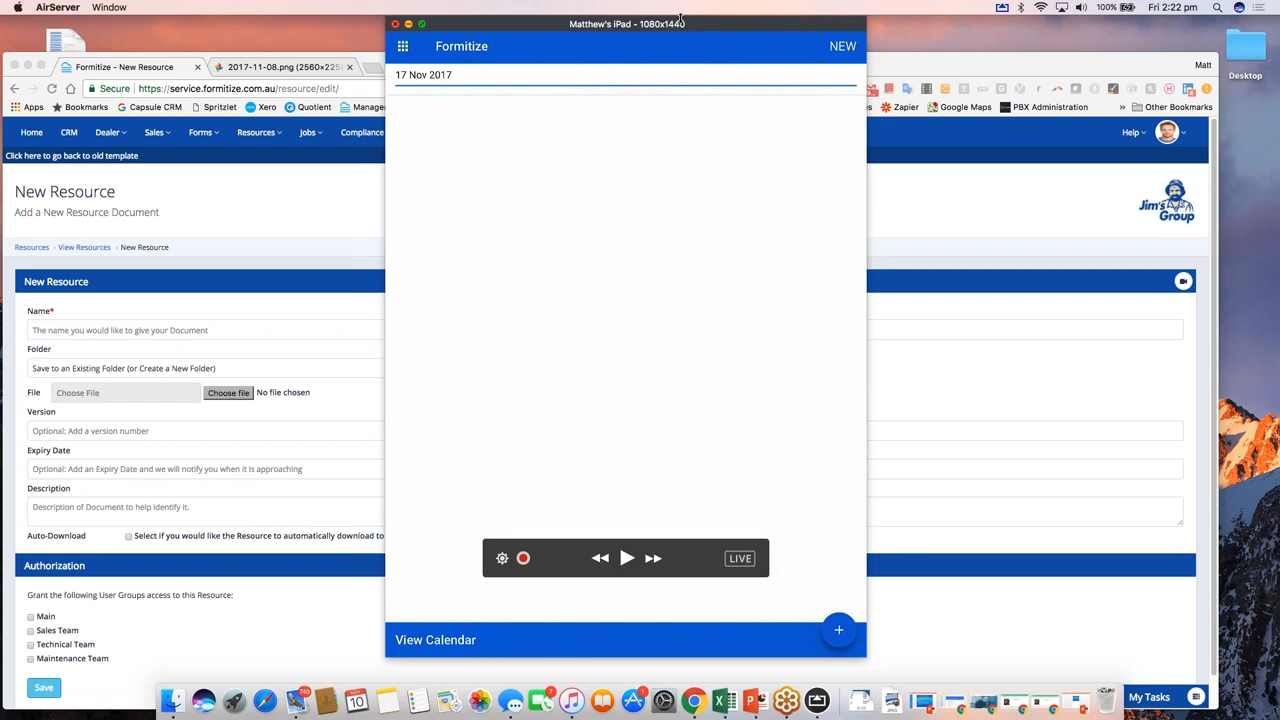 AirServer Window
100% Fri 2:22 pm
Matthew's iPad - 1080x1440
Desktop
Formitize - New Resource
2017-11-08.png (2560×225
Matt
Secure https://service.formitize.com.au/resource/edit/
Apps Bookmarks Capsule CRM Spritzlet Xero Quotient Manage
Zapier Google Maps PBX Administration » Other Bookmarks
Home CRM Dealer Sales Forms Resources Jobs Compliance
Help
Click here to go back to old template
New Resource
Add a New Resource Document
Jim's
Group
Resources View Resources New Resource
New Resource
Name*
The name you would like to give your Document
Folder
Save to an Existing Folder (or Create a New Folder)
File Choose File Choose file No file chosen
Version
Optional: Add a version number
Expiry Date
Optional: Add an Expiry Date and we will notify you when it is approaching
Description
Description of Document to help identify it.
Auto-Download Select if you would like the Resource to automatically download to
Authorization
Grant the following User Groups access to this Resource:
Main
Sales Team
Technical Team
Maintenance Team
Save
Formitize NEW
17 Nov 2017
LIVE
View Calendar
+
My Tasks